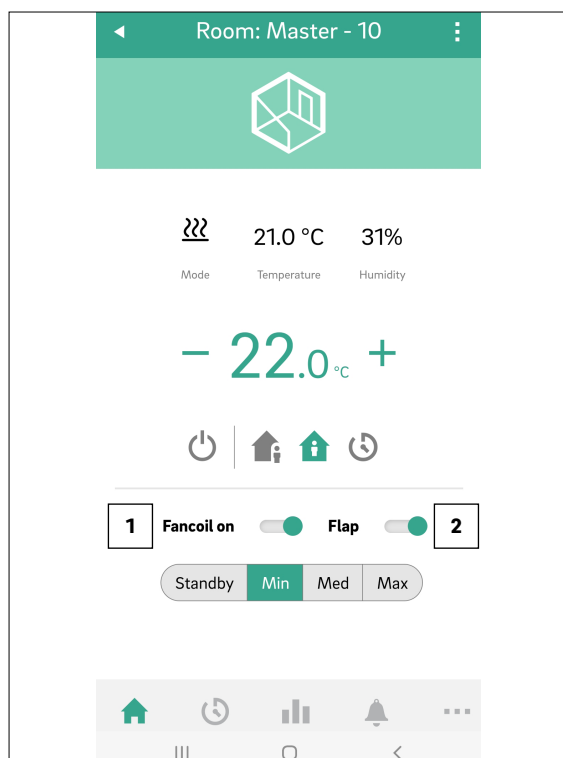 Room: Master - 10
21.0 °C 31%
Mode Temperature Humidity
− 22.0 °C +
1 Fancoil on Flap 2
Standby Min Med Max